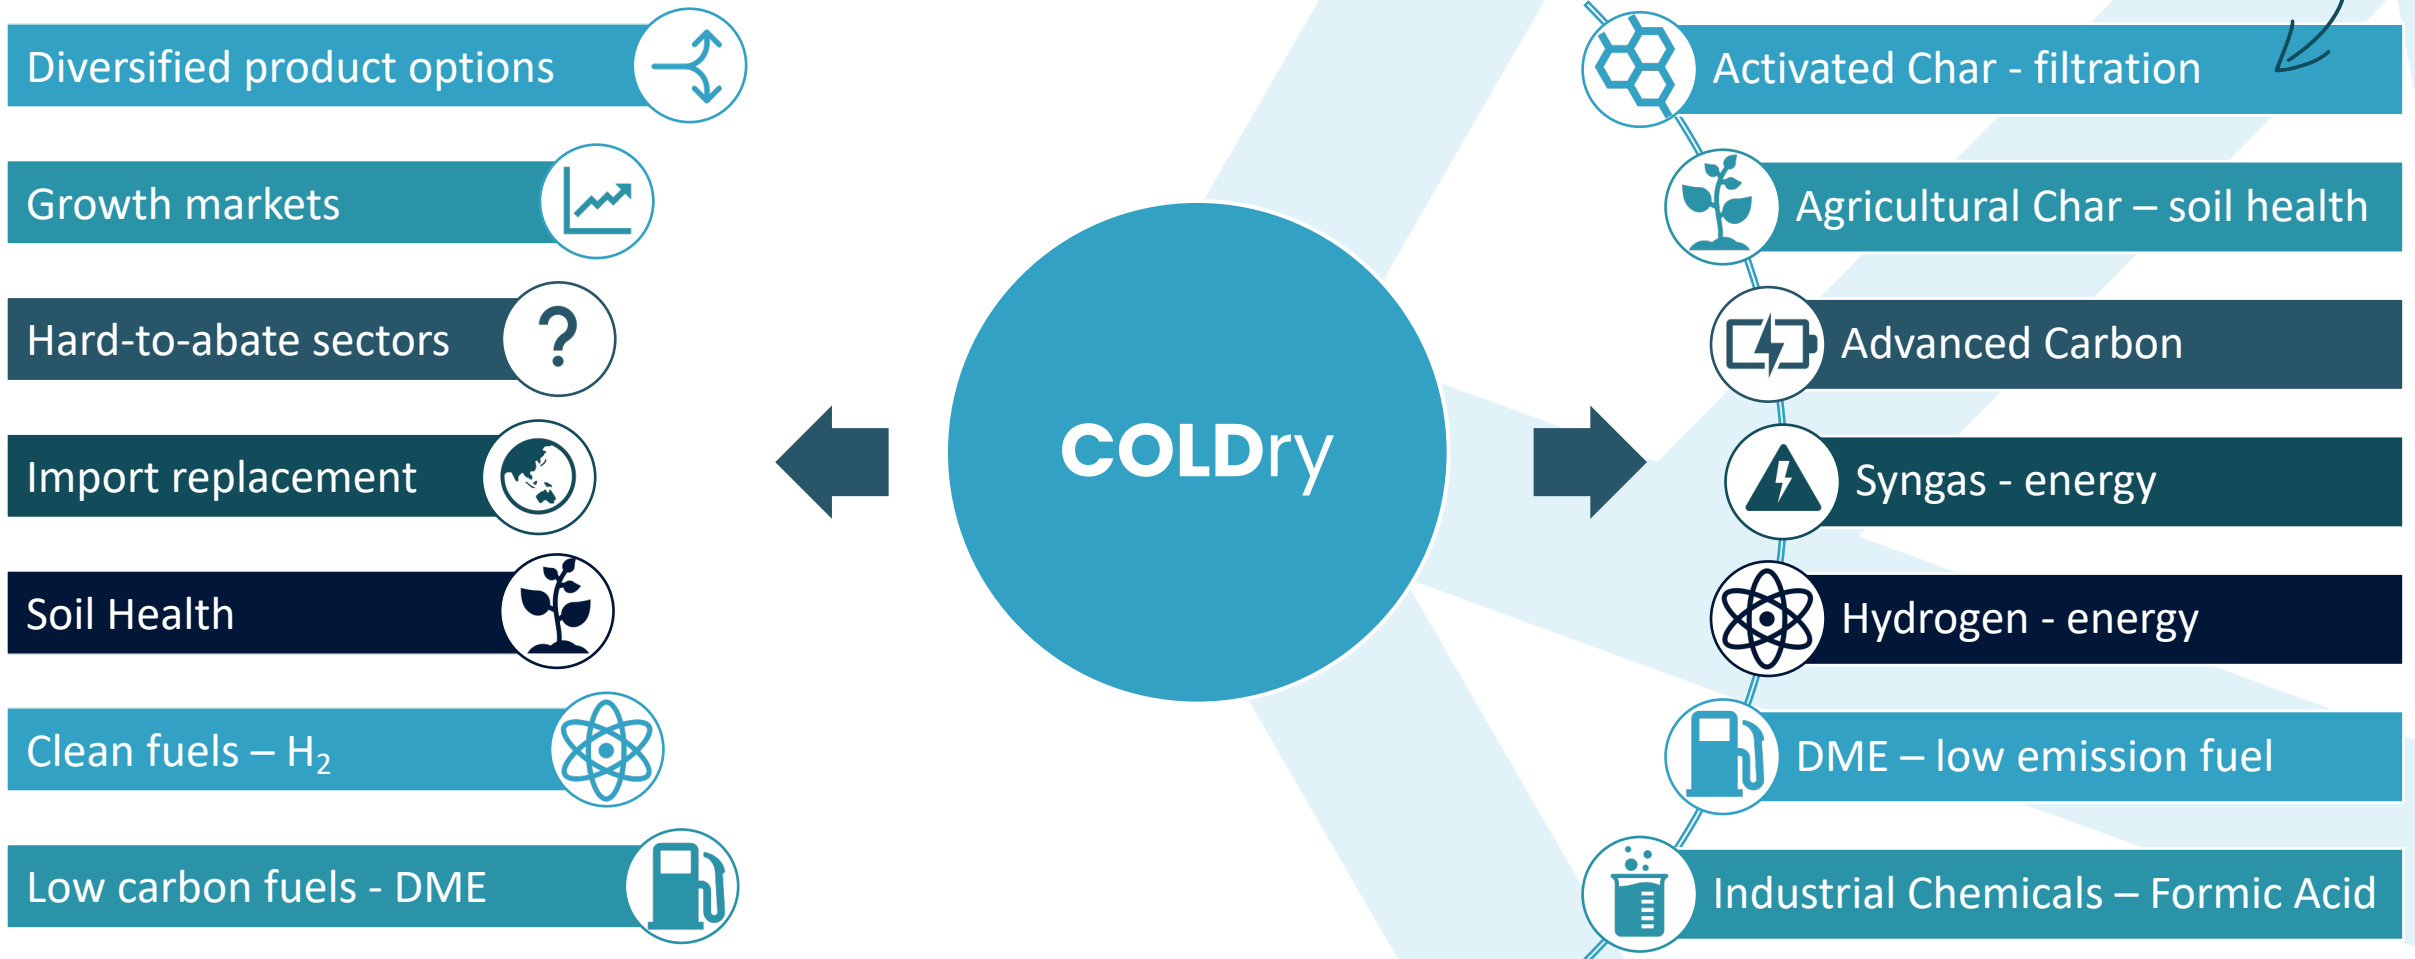 Diversified product options
Growth markets
Hard-to-abate sectors
Import replacement
Soil Health
Clean fuels – H₂
Low carbon fuels - DME
COLDry
Activated Char - filtration
Agricultural Char – soil health
Advanced Carbon
Syngas - energy
Hydrogen - energy
DME – low emission fuel
Industrial Chemicals – Formic Acid